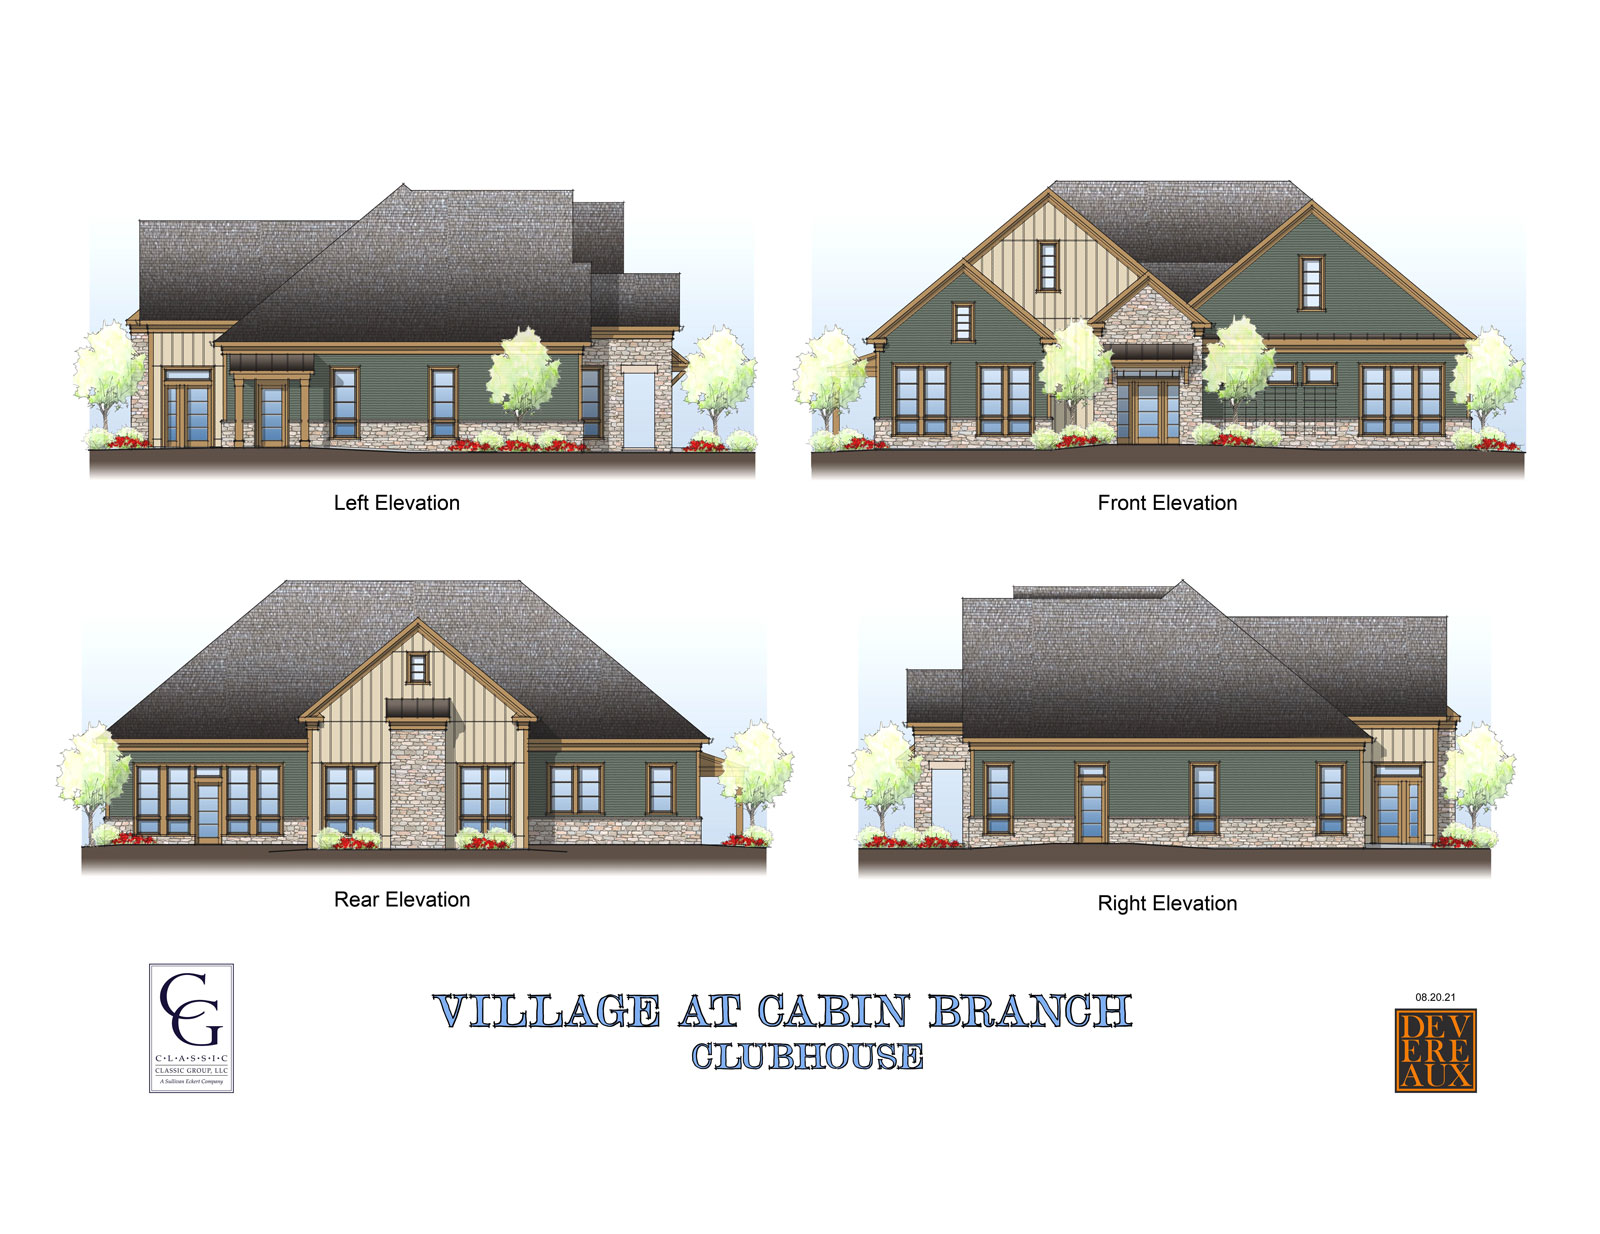 Left Elevation
Front Elevation
Rear Elevation
Right Elevation
CG
C•L•A•S•S•I•C
CLASSIC GROUP, LLC
A Sullivan Eckert Company
VILLAGE AT CABIN BRANCH
CLUBHOUSE
08.20.21
DEV
ERE
AUX